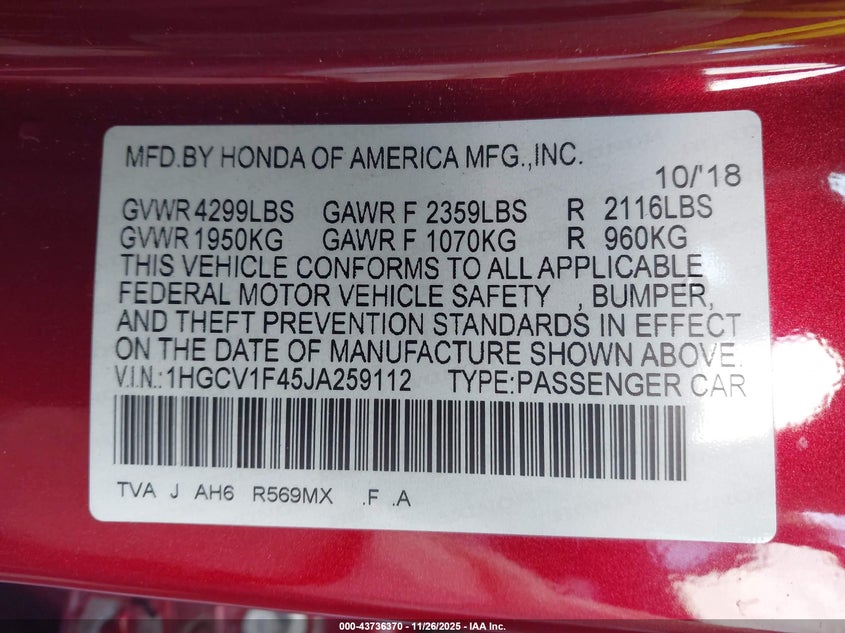 MFD.BY HONDA OF AMERICA MFG.,INC.
10/'18
GVWR 4299LBS GAWR F 2359LBS R 2116LBS
GVWR 1950KG GAWR F 1070KG R 960KG
THIS VEHICLE CONFORMS TO ALL APPLICABLE
FEDERAL MOTOR VEHICLE SAFETY , BUMPER,
AND THEFT PREVENTION STANDARDS IN EFFECT
ON THE DATE OF MANUFACTURE SHOWN ABOVE.
V.I.N.:1HGCV1F45JA259112 TYPE:PASSENGER CAR
TVA J AH6 R569MX .F .A
000-43736370 // 11/26/2025 - IAA Inc.